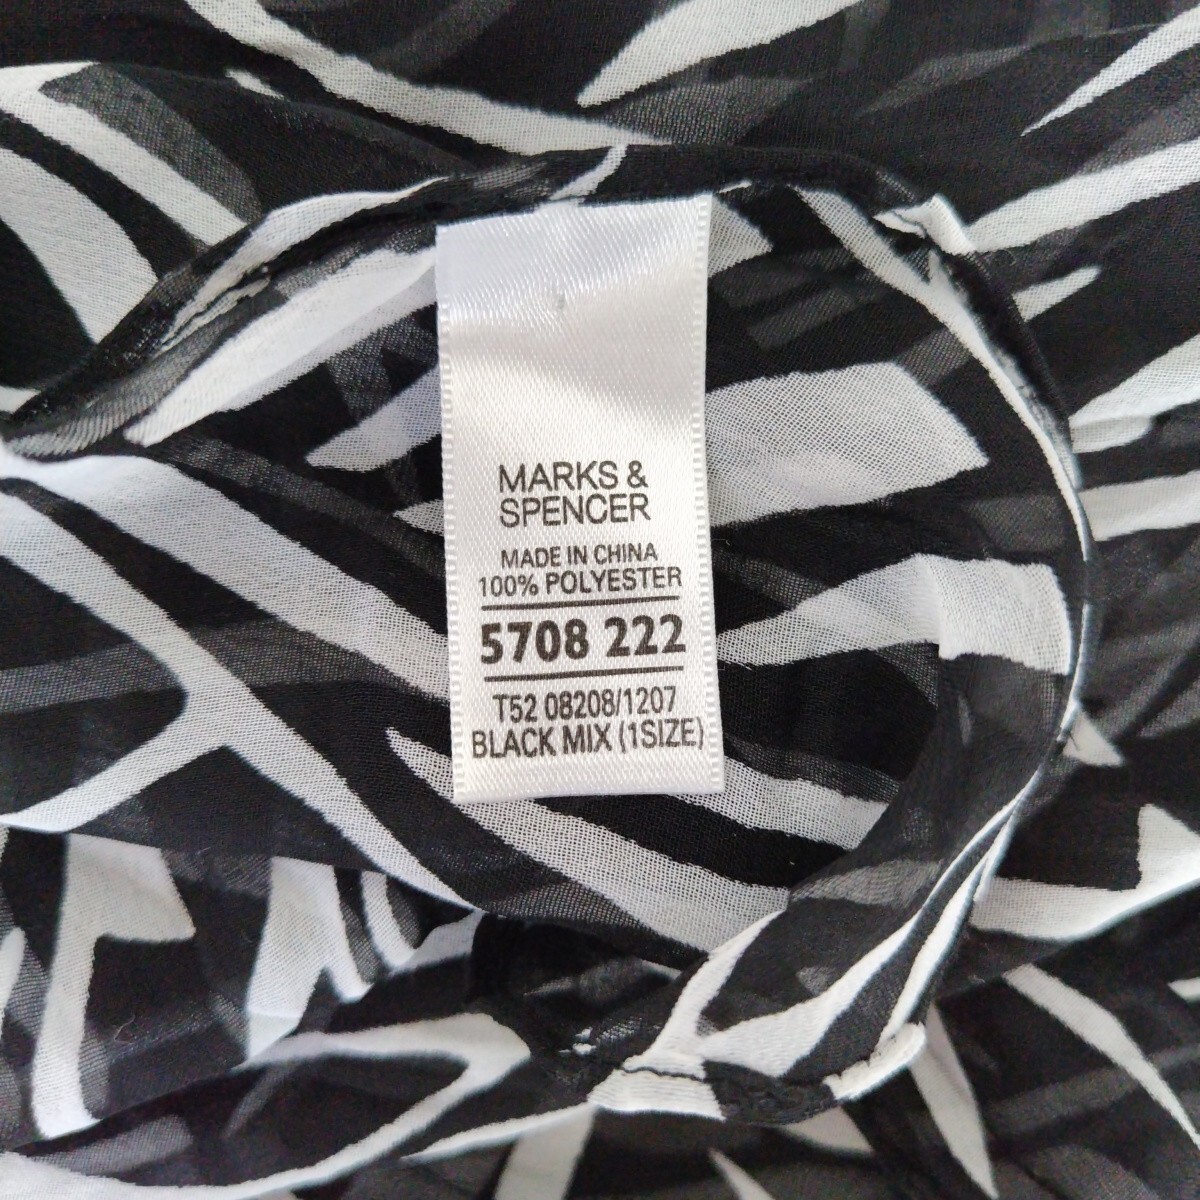 MARKS &
SPENCER
MADE IN CHINA
100% POLYESTER
5708 222
T52 08208/1207
BLACK MIX (1SIZE)